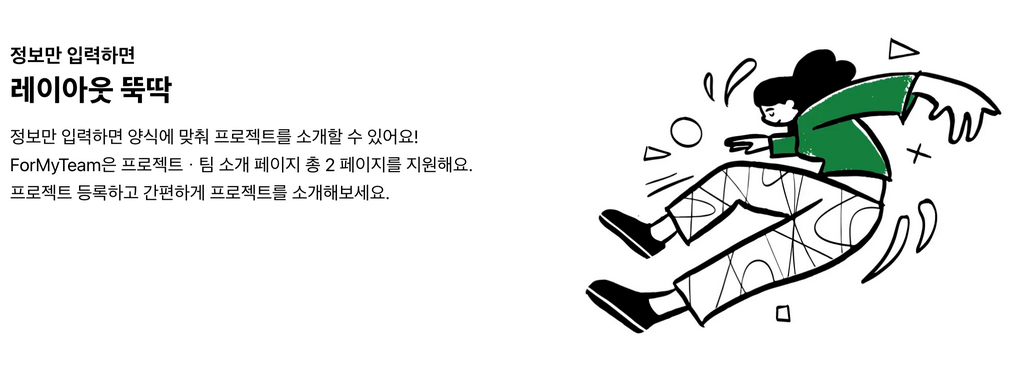 정보만 입력하면
레이아웃 뚝딱
정보만 입력하면 양식에 맞춰 프로젝트를 소개할 수 있어요!
ForMyTeam은 프로젝트 · 팀 소개 페이지 총 2 페이지를 지원해요.
프로젝트 등록하고 간편하게 프로젝트를 소개해보세요.